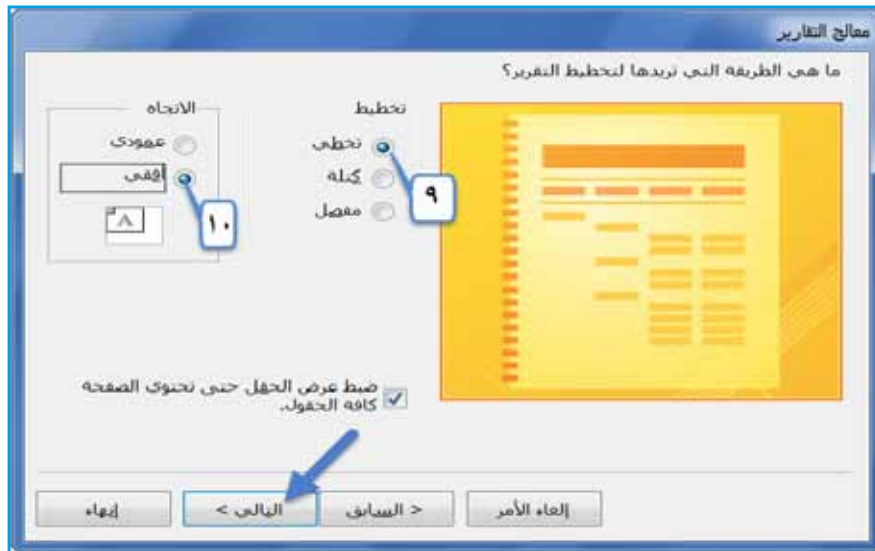 معالج التقارير
ما هي الطريقة التي تريدها لتخطيط التقرير؟
تخطيط
تخطي
كتلة
مفصل
٩
الاتجاه
عمودي
أفقي
١٠
A
ضبط عرض الحقل حتى تحتوي الصفحة
كافة الحقول.
إلغاء الأمر
< السابق
التالي >
إنهاء